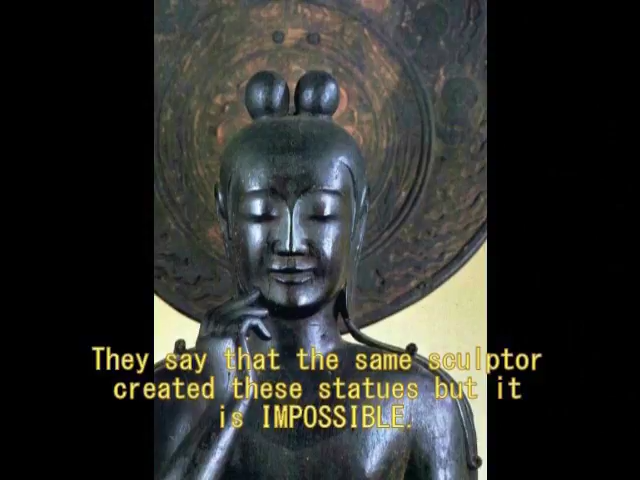 They say that the same sculptor
created these statues but it
is IMPOSSIBLE.